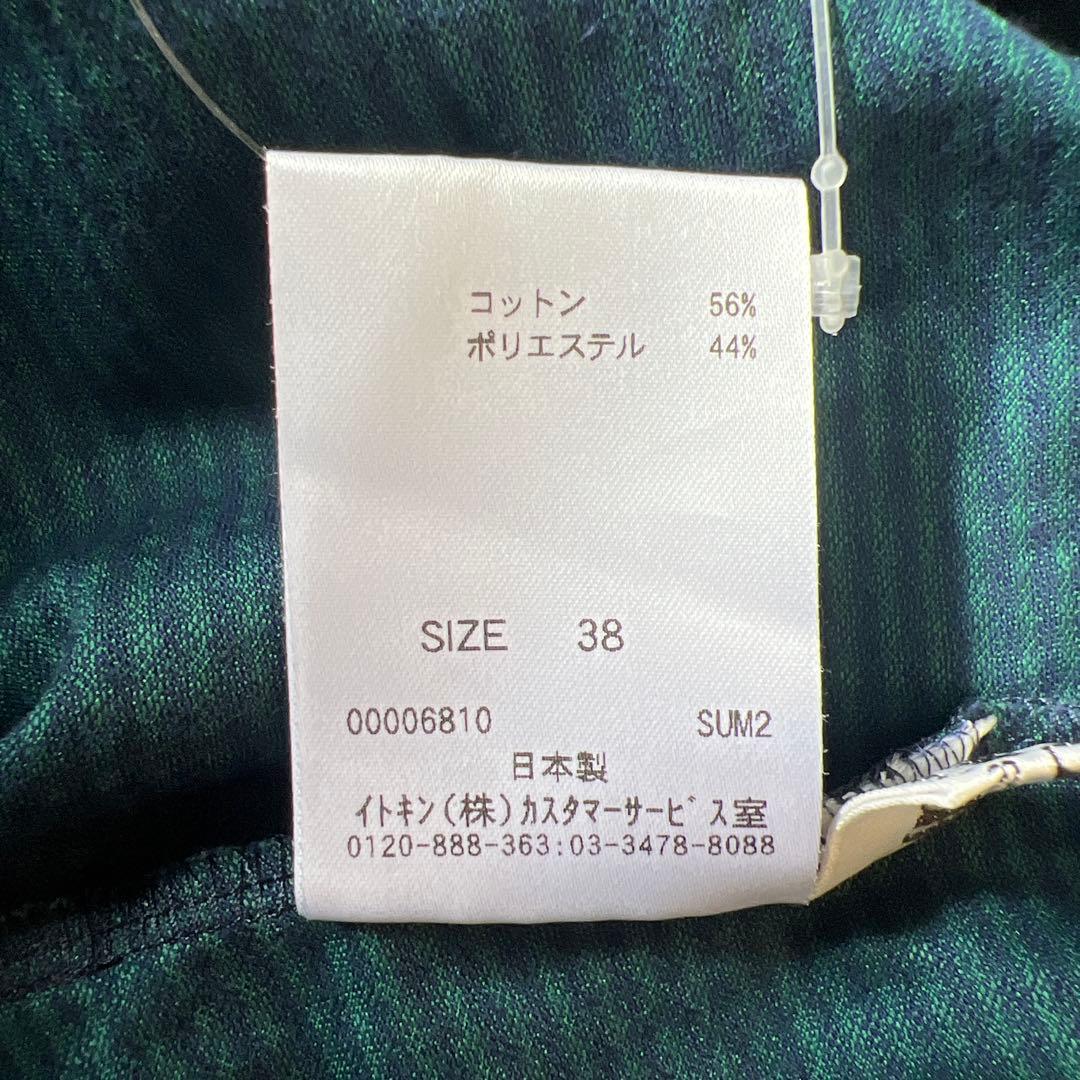 コットン 56%
ポリエステル 44%
SIZE 38
00006810 SUM2
日本製
イトキン(株)カスタマーサービス室
0120-888-363:03-3478-8088